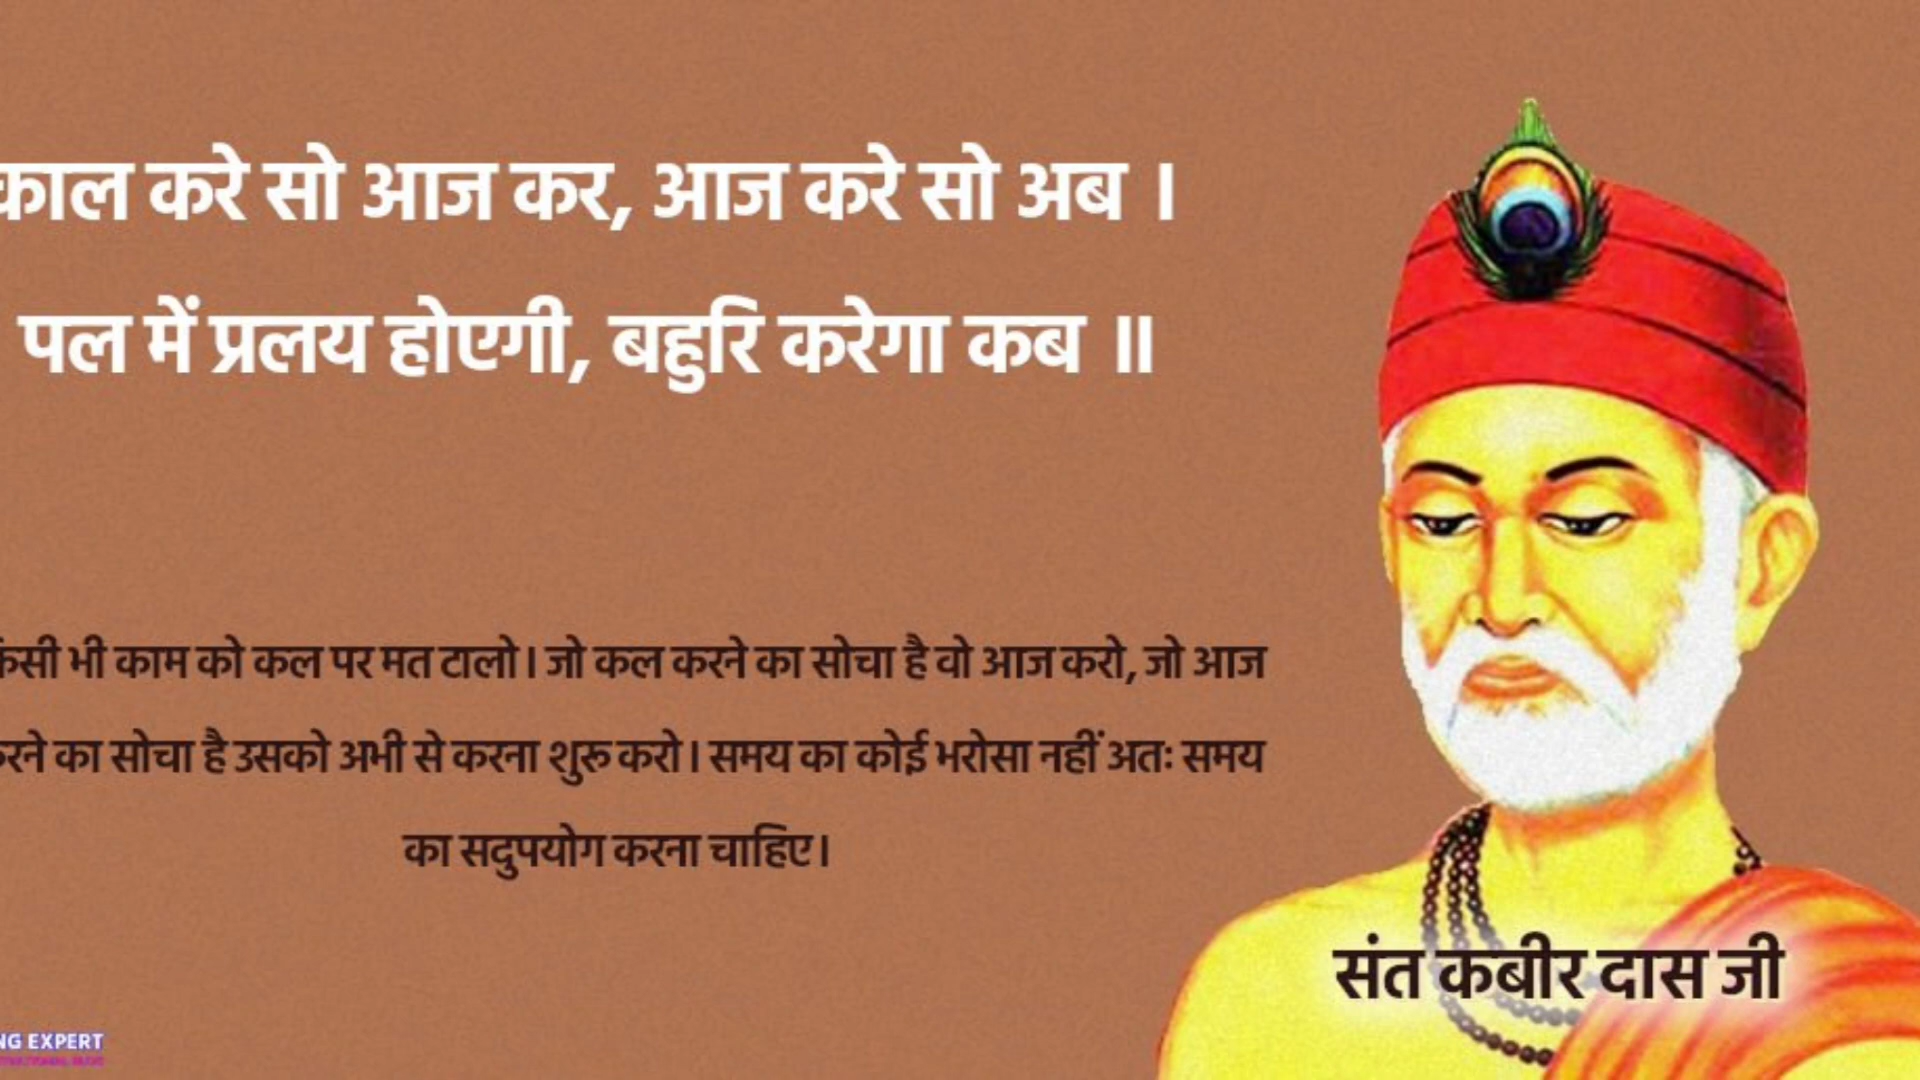 काल करे सो आज कर, आज करे सो अब ।
पल में प्रलय होएगी, बहुरि करेगा कब ॥
किसी भी काम को कल पर मत टालो। जो कल करने का सोचा है वो आज करो, जो आज
करने का सोचा है उसको अभी से करना शुरू करो। समय का कोई भरोसा नहीं अतः समय
का सदुपयोग करना चाहिए।
संत कबीर दास जी
NG EXPERT